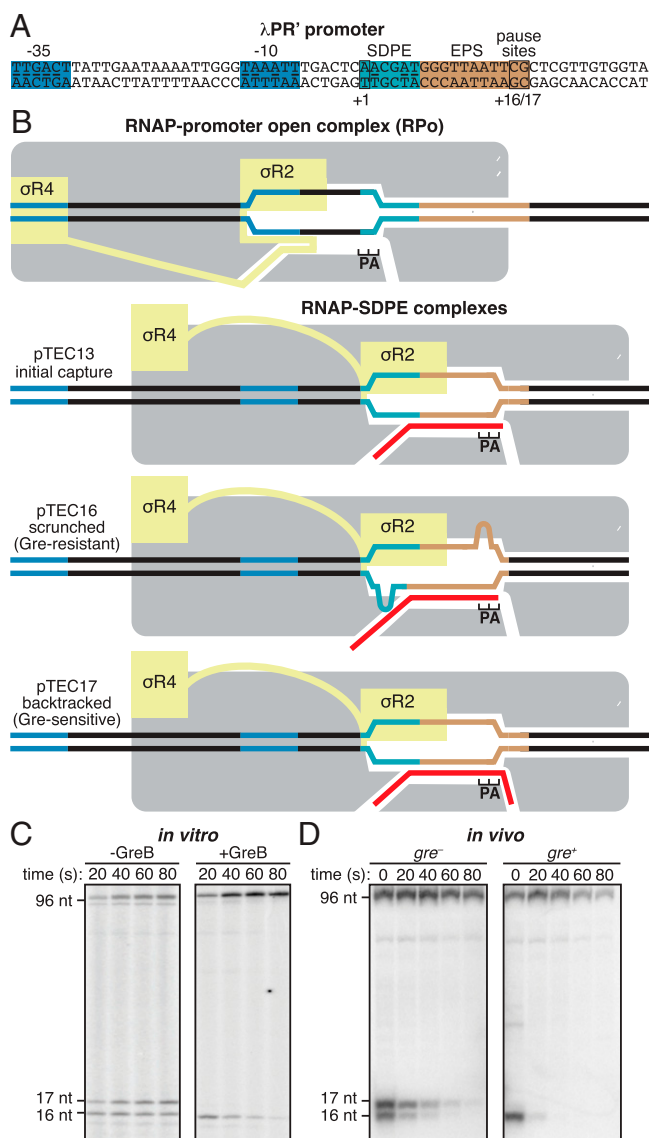 A
λPR' promoter
-35 -10 SDPE EPS pause sites
TTGACTTATTGAATAAAATTGGGTAAATTTGACTCAACGATGGGTTAATTCGCTCGTTGTGGTA
AACTGAATAACTTATTTTAACCCATTTAAACTGAGTTGCTACCCAATTAAGCGAGCAACACCAT
+1 +16/17
B
RNAP-promoter open complex (RPo)
σR4 σR2
PA
RNAP-SDPE complexes
pTEC13
initial capture
σR4 σR2
PA
pTEC16
scrunched
(Gre-resistant)
σR4 σR2
PA
pTEC17
backtracked
(Gre-sensitive)
σR4 σR2
PA
C
in vitro
-GreB +GreB
time (s): 20 40 60 80 20 40 60 80
96 nt
17 nt
16 nt
D
in vivo
gre⁻ gre⁺
time (s): 0 20 40 60 80 0 20 40 60 80
96 nt
17 nt
16 nt